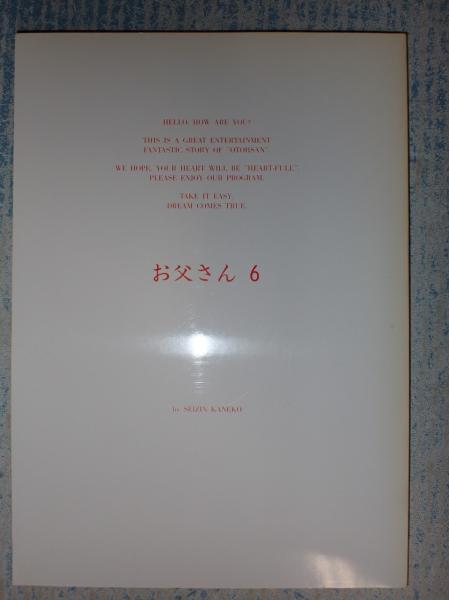 HELLO. HOW ARE YOU?
THIS IS A GREAT ENTERTAINMENT
FANTASTIC STORY OF "OTOHSAN"
WE HOPE, YOUR HEART WILL BE "HEART-FULL".
PLEASE ENJOY OUR PROGRAM.
TAKE IT EASY.
DREAM COMES TRUE.
お父さん 6
by SEIZIN KANEKO